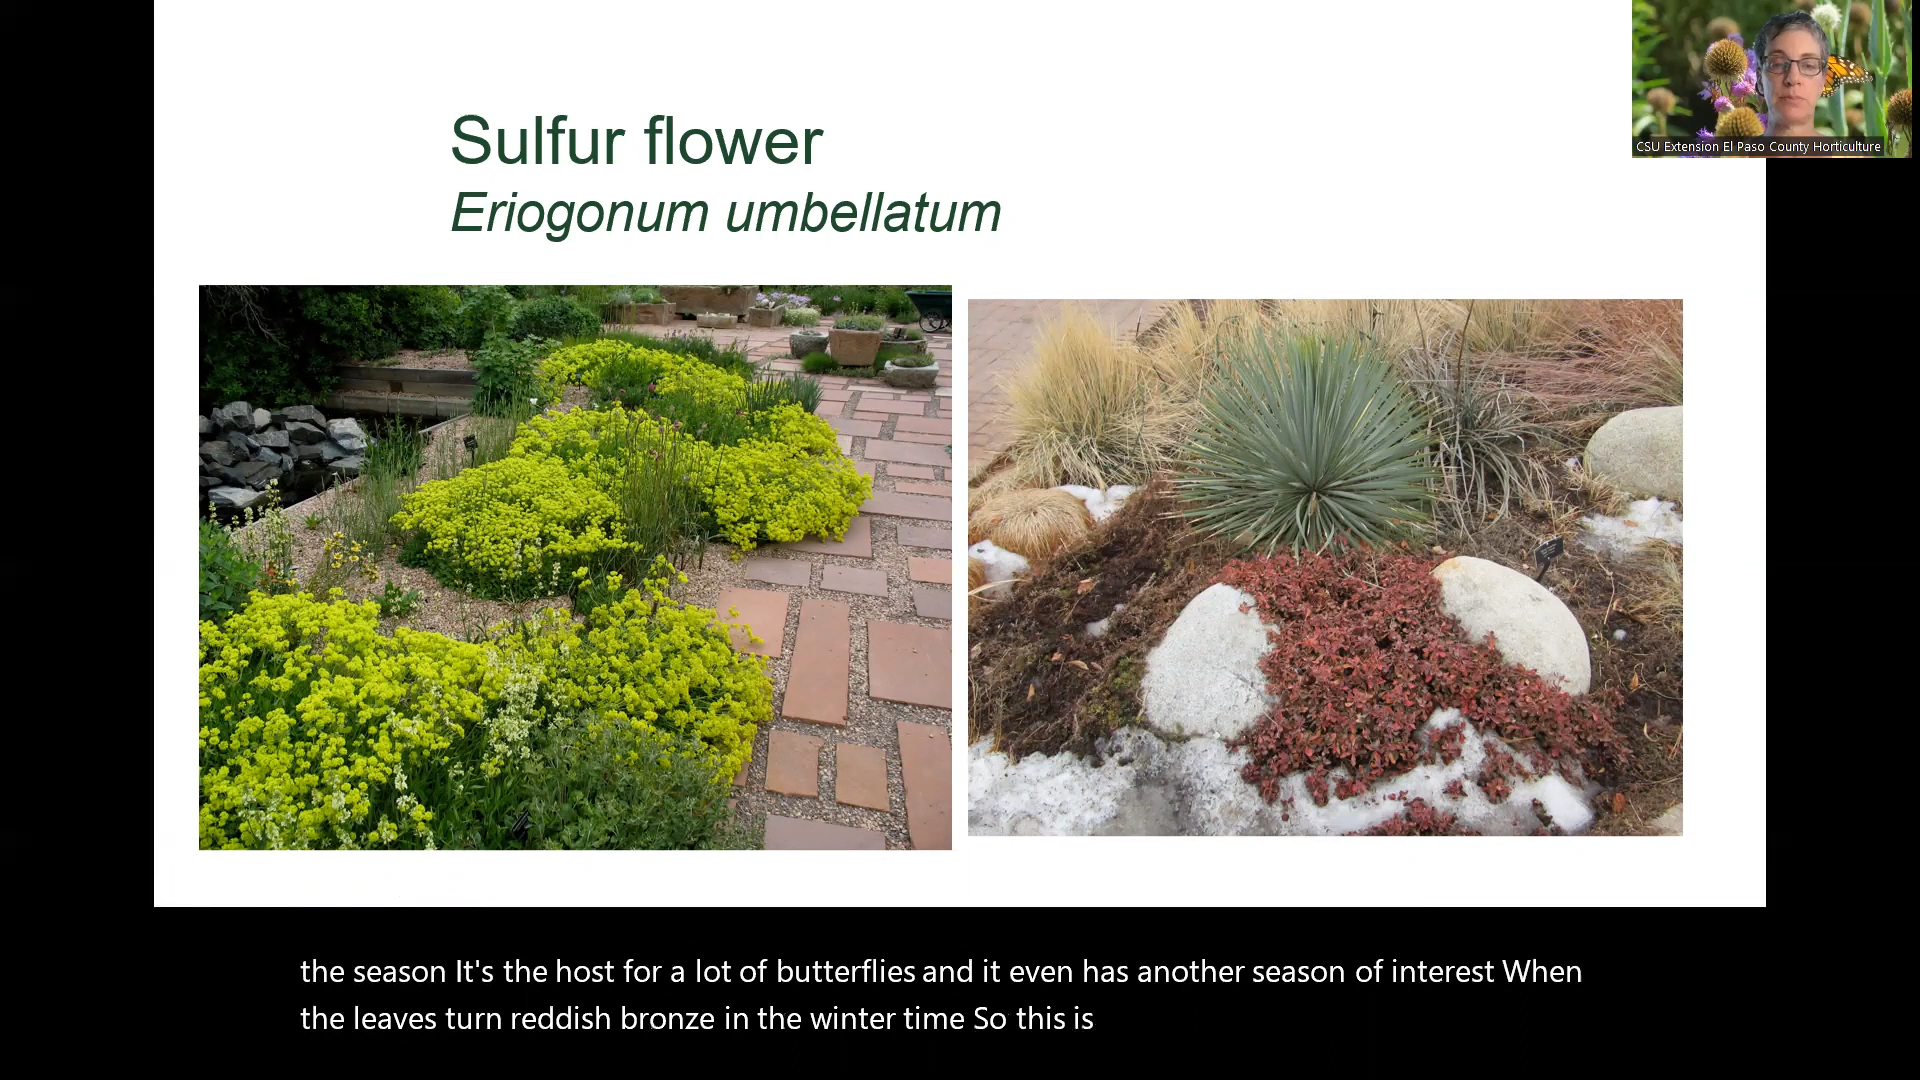 Sulfur flower
Eriogonum umbellatum
CSU Extension El Paso County Horticulture
the season It's the host for a lot of butterflies and it even has another season of interest When
the leaves turn reddish bronze in the winter time So this is